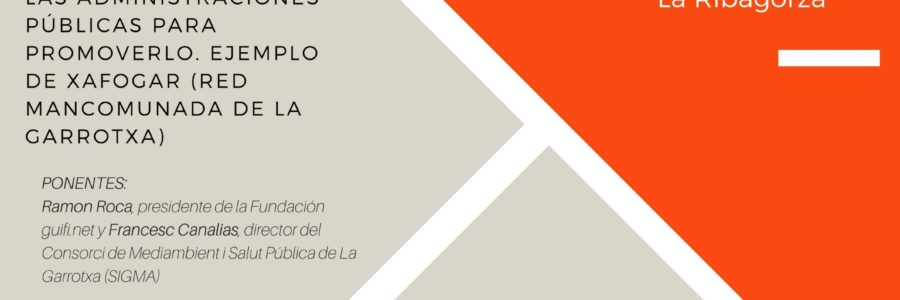 LAS ADMINISTRACIONES
PÚBLICAS PARA
PROMOVERLO. EJEMPLO
DE XAFOGAR (RED
MANCOMUNADA DE LA
GARROTXA)
La Ribagorza
PONENTES:
Ramon Roca, presidente de la Fundación
guifi.net y Francesc Canalias, director del
Consorci de Mediambient i Salut Pública de La
Garrotxa (SIGMA)